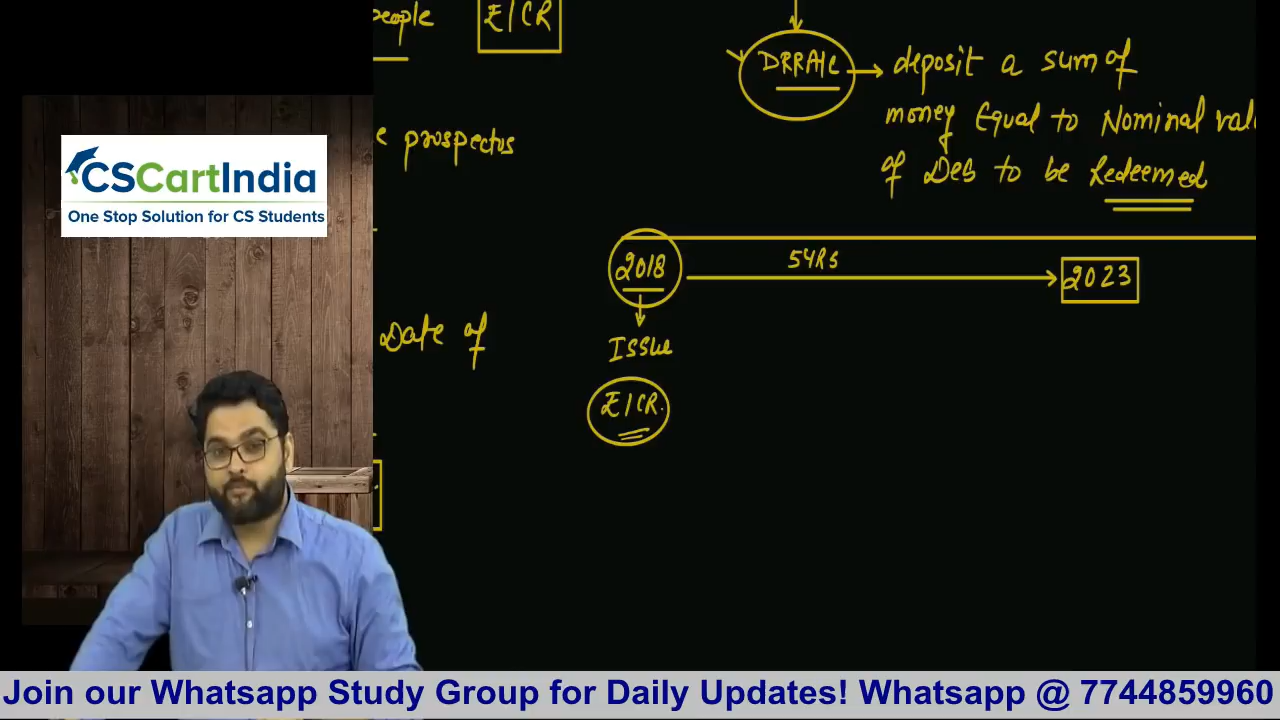 people ₹1CR
DRRA/c → deposit a sum of
money Equal to Nominal val
of Deb to be Redeemed
e prospectus
CSCartIndia
One Stop Solution for CS Students
2018 5YRS 2023
Date of
Issue
₹1CR.
Join our Whatsapp Study Group for Daily Updates! Whatsapp @ 7744859960